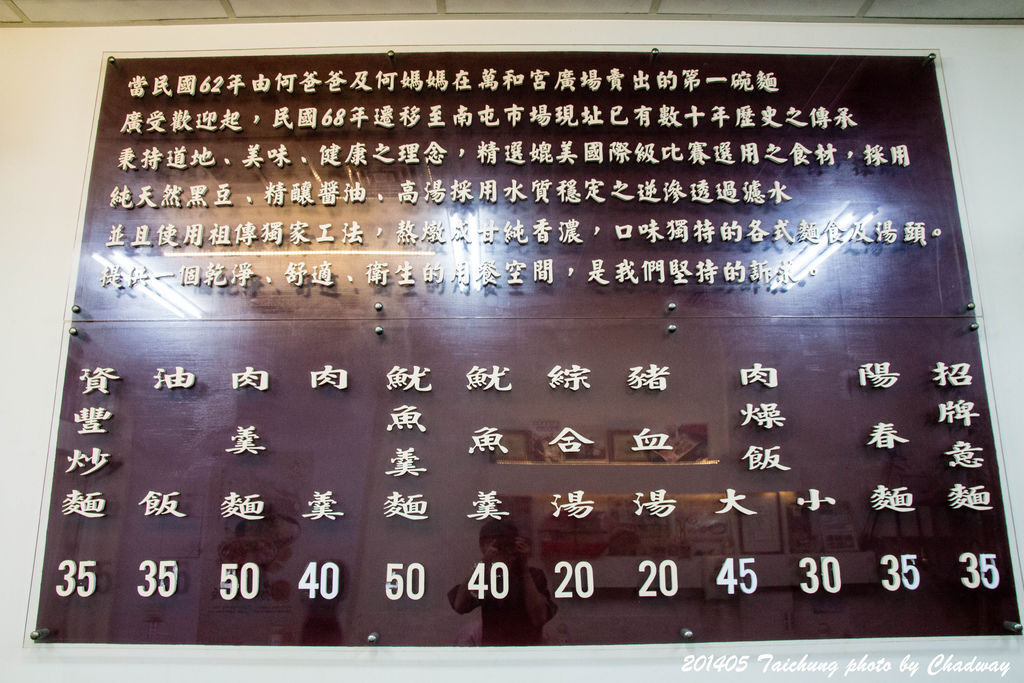 當民國62年由何爸爸及何媽媽在萬和宮廣場賣出的第一碗麵
廣受歡迎起，民國68年遷移至南屯市場現址已有數十年歷史之傳承
秉持道地、美味、健康之理念，精選媲美國際級比賽選用之食材，採用
純天然黑豆、精釀醬油、高湯採用水質穩定之逆滲透過濾水
並且使用祖傳獨家工法，熬燉成甘純香濃，口味獨特的各式麵食及湯頭。
提供一個乾淨、舒適、衛生的用餐空間，是我們堅持的訴求。
招牌意麵 35
陽春麵 35
肉燥飯 小 30
大 45
豬血湯 20
綜合湯 20
魷魚羹 40
魷魚羹麵 50
肉羹 40
肉羹麵 50
油飯 35
資豐炒麵 35
201405 Taichung photo by Chadway